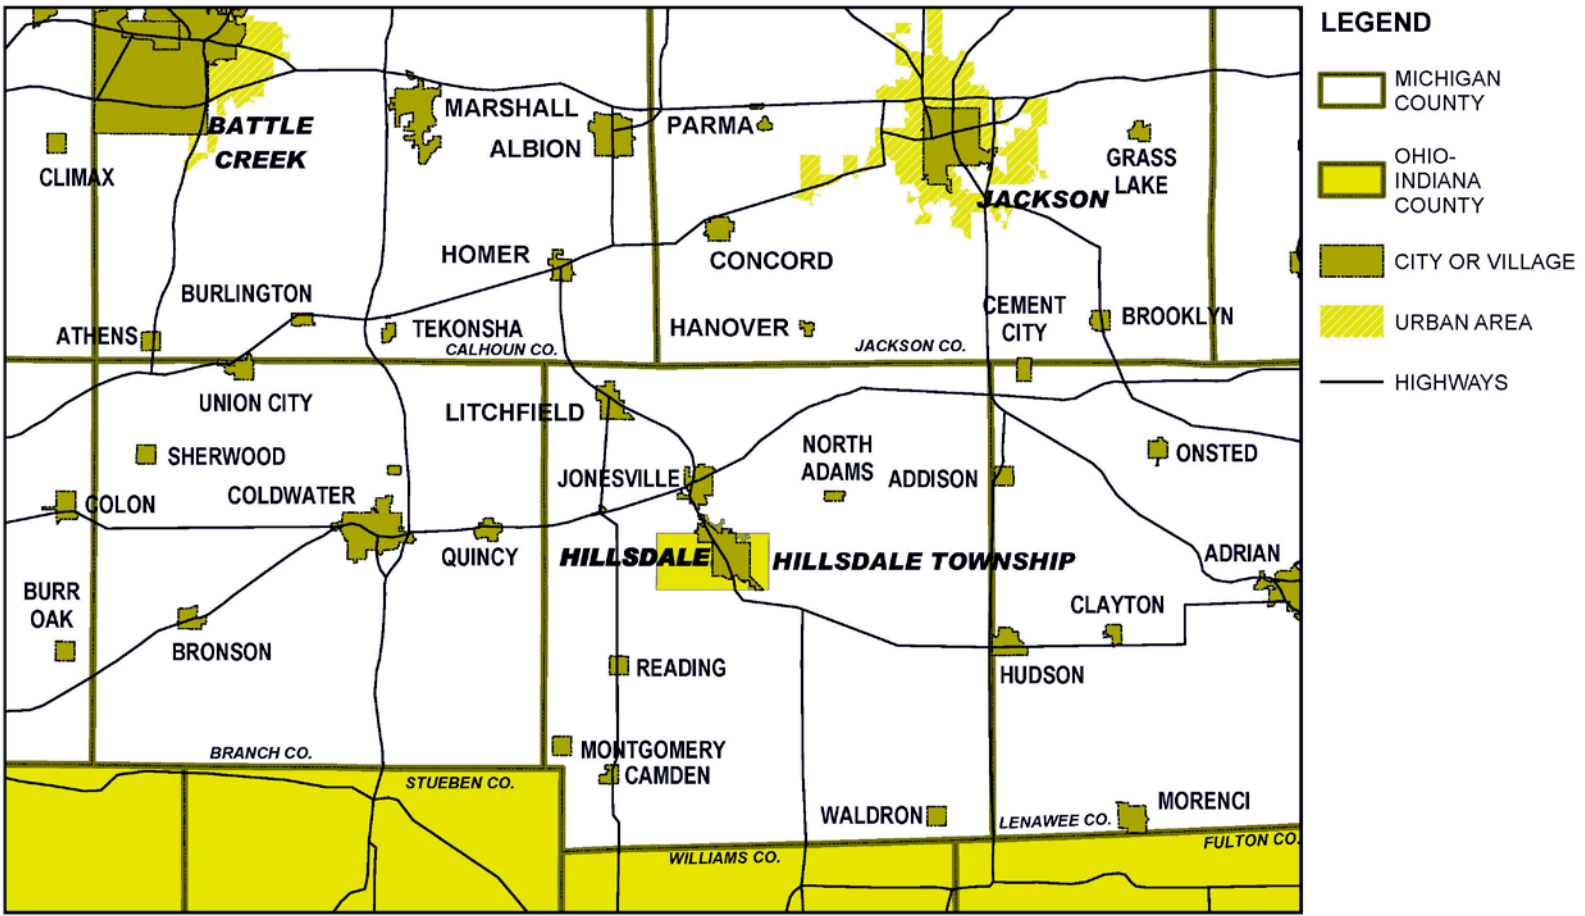 LEGEND
MICHIGAN
COUNTY
OHIO-
INDIANA
COUNTY
CITY OR VILLAGE
URBAN AREA
HIGHWAYS
BATTLE
CREEK
CLIMAX
MARSHALL
ALBION
PARMA
GRASS
LAKE
JACKSON
HOMER
CONCORD
BURLINGTON
ATHENS
TEKONSHA
CALHOUN CO.
HANOVER
JACKSON CO.
CEMENT
CITY
BROOKLYN
UNION CITY
LITCHFIELD
SHERWOOD
COLDWATER
COLON
JONESVILLE
NORTH
ADAMS
ADDISON
ONSTED
QUINCY
HILLSDALE
HILLSDALE TOWNSHIP
ADRIAN
BURR
OAK
BRONSON
CLAYTON
READING
HUDSON
BRANCH CO.
MONTGOMERY
CAMDEN
STUEBEN CO.
WALDRON
LENAWEE CO.
MORENCI
WILLIAMS CO.
FULTON CO.